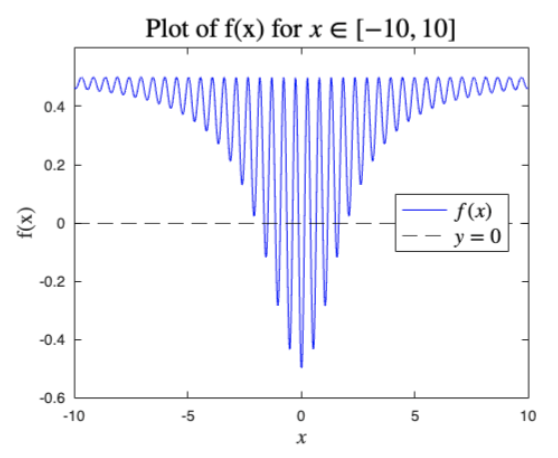 Plot of f(x) for x ∈ [−10, 10]
f(x)
0.4
0.2
0
-0.2
-0.4
-0.6
f(x)
y = 0
-10 -5 0 5 10
x